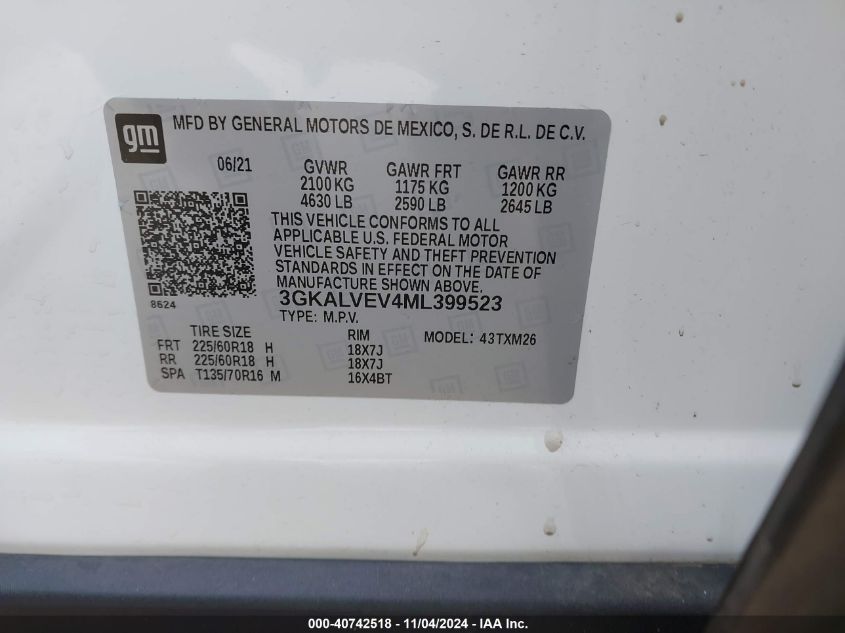 gm
MFD BY GENERAL MOTORS DE MEXICO, S. DE R.L. DE C.V.
06/21 GVWR GAWR FRT GAWR RR
2100 KG 1175 KG 1200 KG
4630 LB 2590 LB 2645 LB
THIS VEHICLE CONFORMS TO ALL
APPLICABLE U.S. FEDERAL MOTOR
VEHICLE SAFETY AND THEFT PREVENTION
STANDARDS IN EFFECT ON THE DATE OF
MANUFACTURE SHOWN ABOVE.
8624
3GKALVEV4ML399523
TYPE: M.P.V. MODEL: 43TXM26
TIRE SIZE RIM
FRT 225/60R18 H 18X7J
RR 225/60R18 H 18X7J
SPA T135/70R16 M 16X4BT
000-40742518 - 11/04/2024 - IAA Inc.